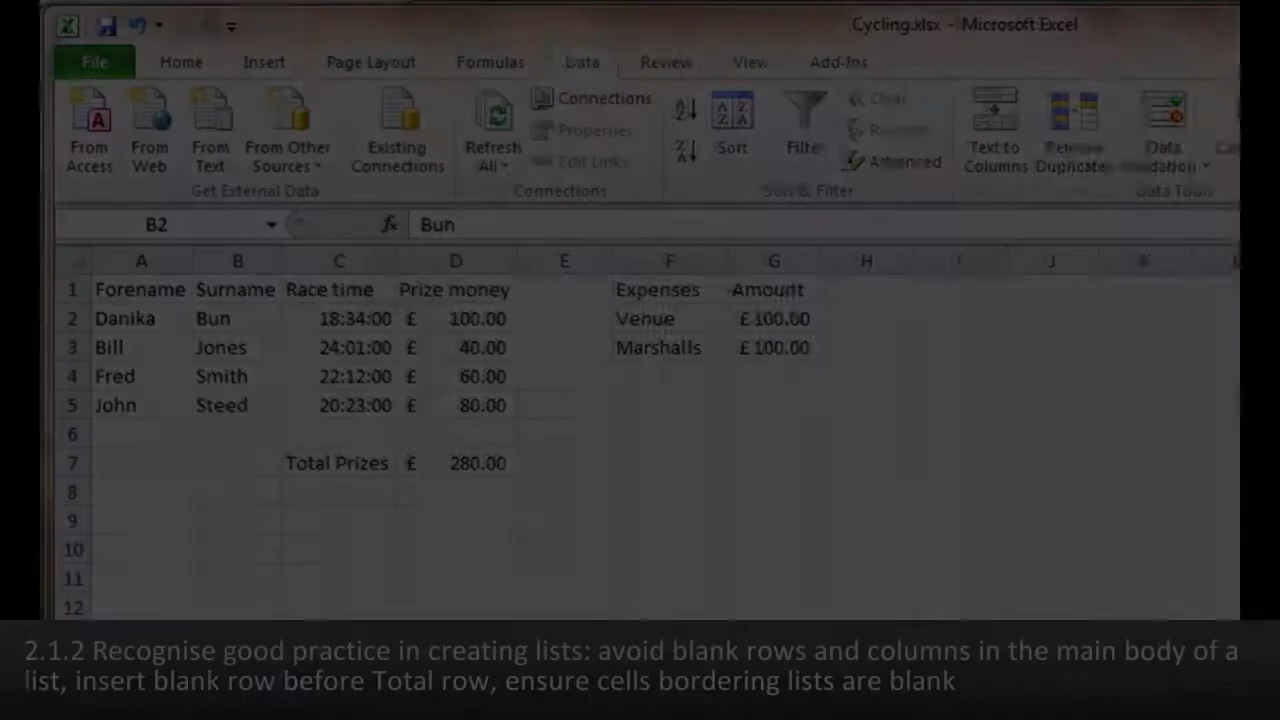 Cycling.xlsx - Microsoft Excel
File Home Insert Page Layout Formulas Data Review View Add-Ins
From Access
From Web
From Text
From Other Sources
Existing Connections
Get External Data
Refresh All
Connections
Properties
Edit Links
Connections
Sort
Filter
Clear
Advanced
Sort & Filter
Text to Columns
Remove Duplicates
Data
Data Tools
B2 fx Bun
A B C D E F G H I J K
1 Forename Surname Race time Prize money Expenses Amount
2 Danika Bun 18:34:00 £ 100.00 Venue £ 100.00
3 Bill Jones 24:01:00 £ 40.00 Marshalls £ 100.00
4 Fred Smith 22:12:00 £ 60.00
5 John Steed 20:23:00 £ 80.00
6
7 Total Prizes £ 280.00
8
9
10
11
12
2.1.2 Recognise good practice in creating lists: avoid blank rows and columns in the main body of a
list, insert blank row before Total row, ensure cells bordering lists are blank